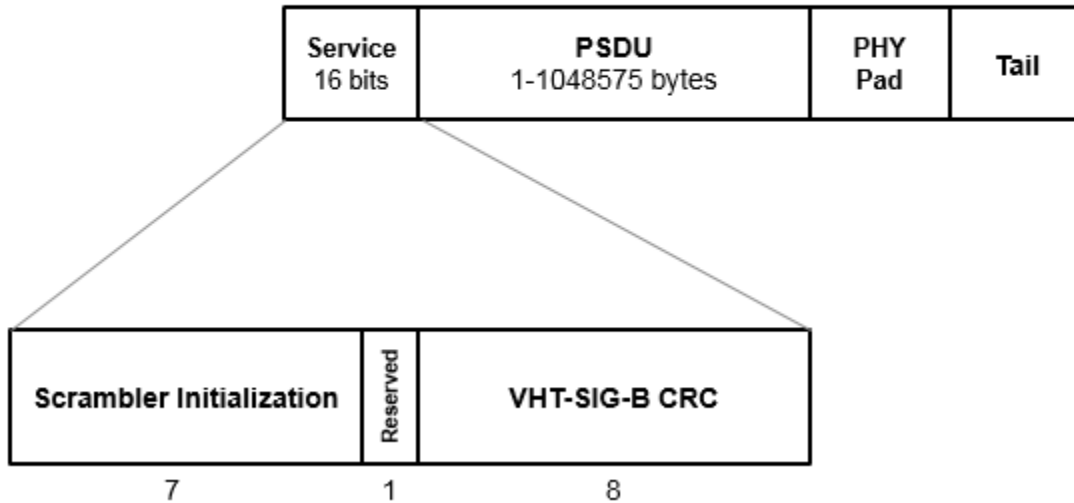 Service
16 bits
PSDU
1-1048575 bytes
PHY
Pad
Tail
Scrambler Initialization
Reserved
VHT-SIG-B CRC
7
1
8